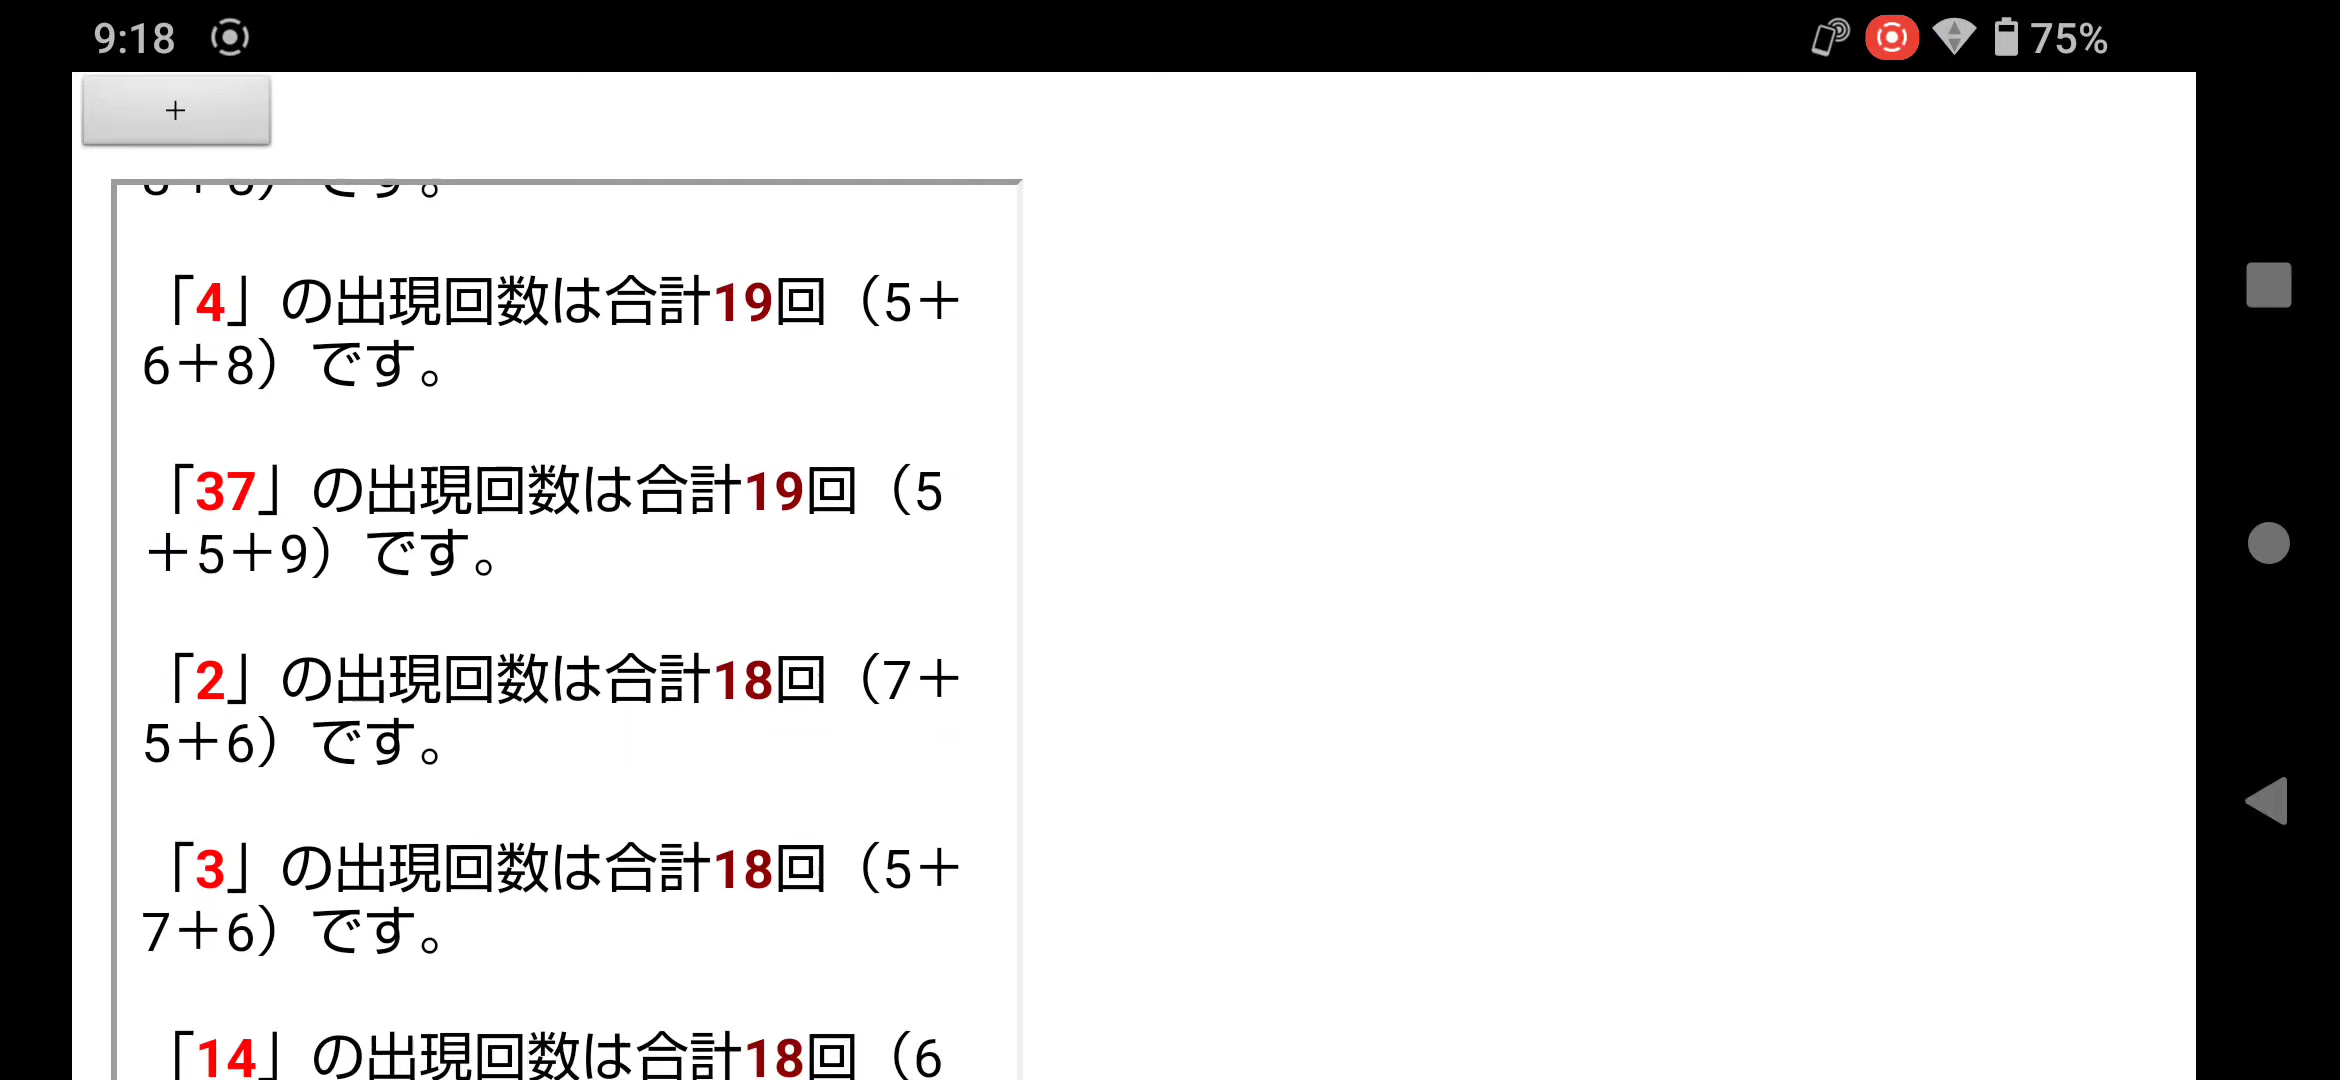 9:18
75%
+
「4」の出現回数は合計19回（5＋
6＋8）です。
「37」の出現回数は合計19回（5
＋5＋9）です。
「2」の出現回数は合計18回（7＋
5＋6）です。
「3」の出現回数は合計18回（5＋
7＋6）です。
「14」の出現回数は合計18回（6